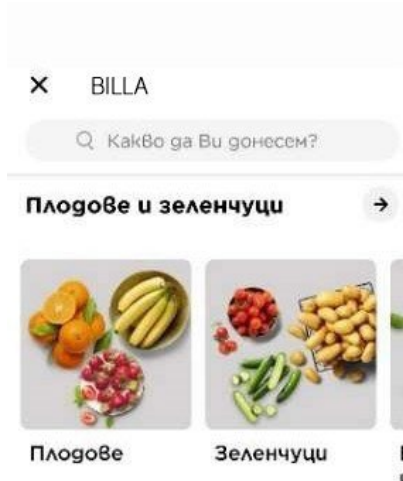 BILLA
Какво да Ви донесем?
Плодове и зеленчуци
Плодове
Зеленчуци